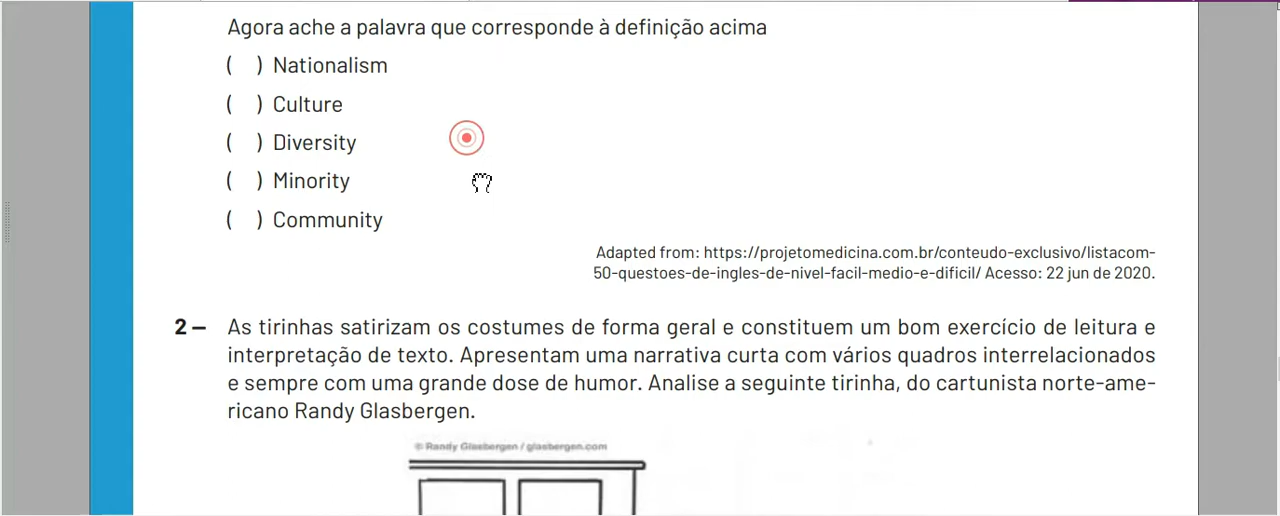 Agora ache a palavra que corresponde à definição acima
( ) Nationalism
( ) Culture
( ) Diversity
( ) Minority
( ) Community
Adapted from: https://projetomedicina.com.br/conteudo-exclusivo/listacom-
50-questoes-de-ingles-de-nivel-facil-medio-e-dificil/ Acesso: 22 jun de 2020.
2 – As tirinhas satirizam os costumes de forma geral e constituem um bom exercício de leitura e
interpretação de texto. Apresentam uma narrativa curta com vários quadros interrelacionados
e sempre com uma grande dose de humor. Analise a seguinte tirinha, do cartunista norte-ame-
ricano Randy Glasbergen.
© Randy Glasbergen / glasbergen.com